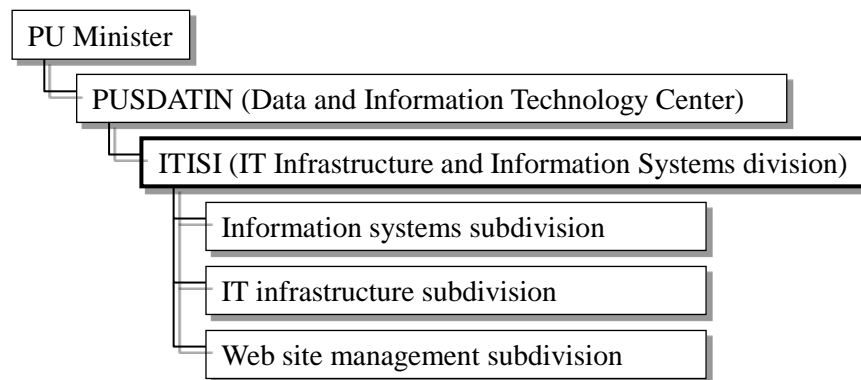 PU Minister
PUSDATIN (Data and Information Technology Center)
ITISI (IT Infrastructure and Information Systems division)
Information systems subdivision
IT infrastructure subdivision
Web site management subdivision